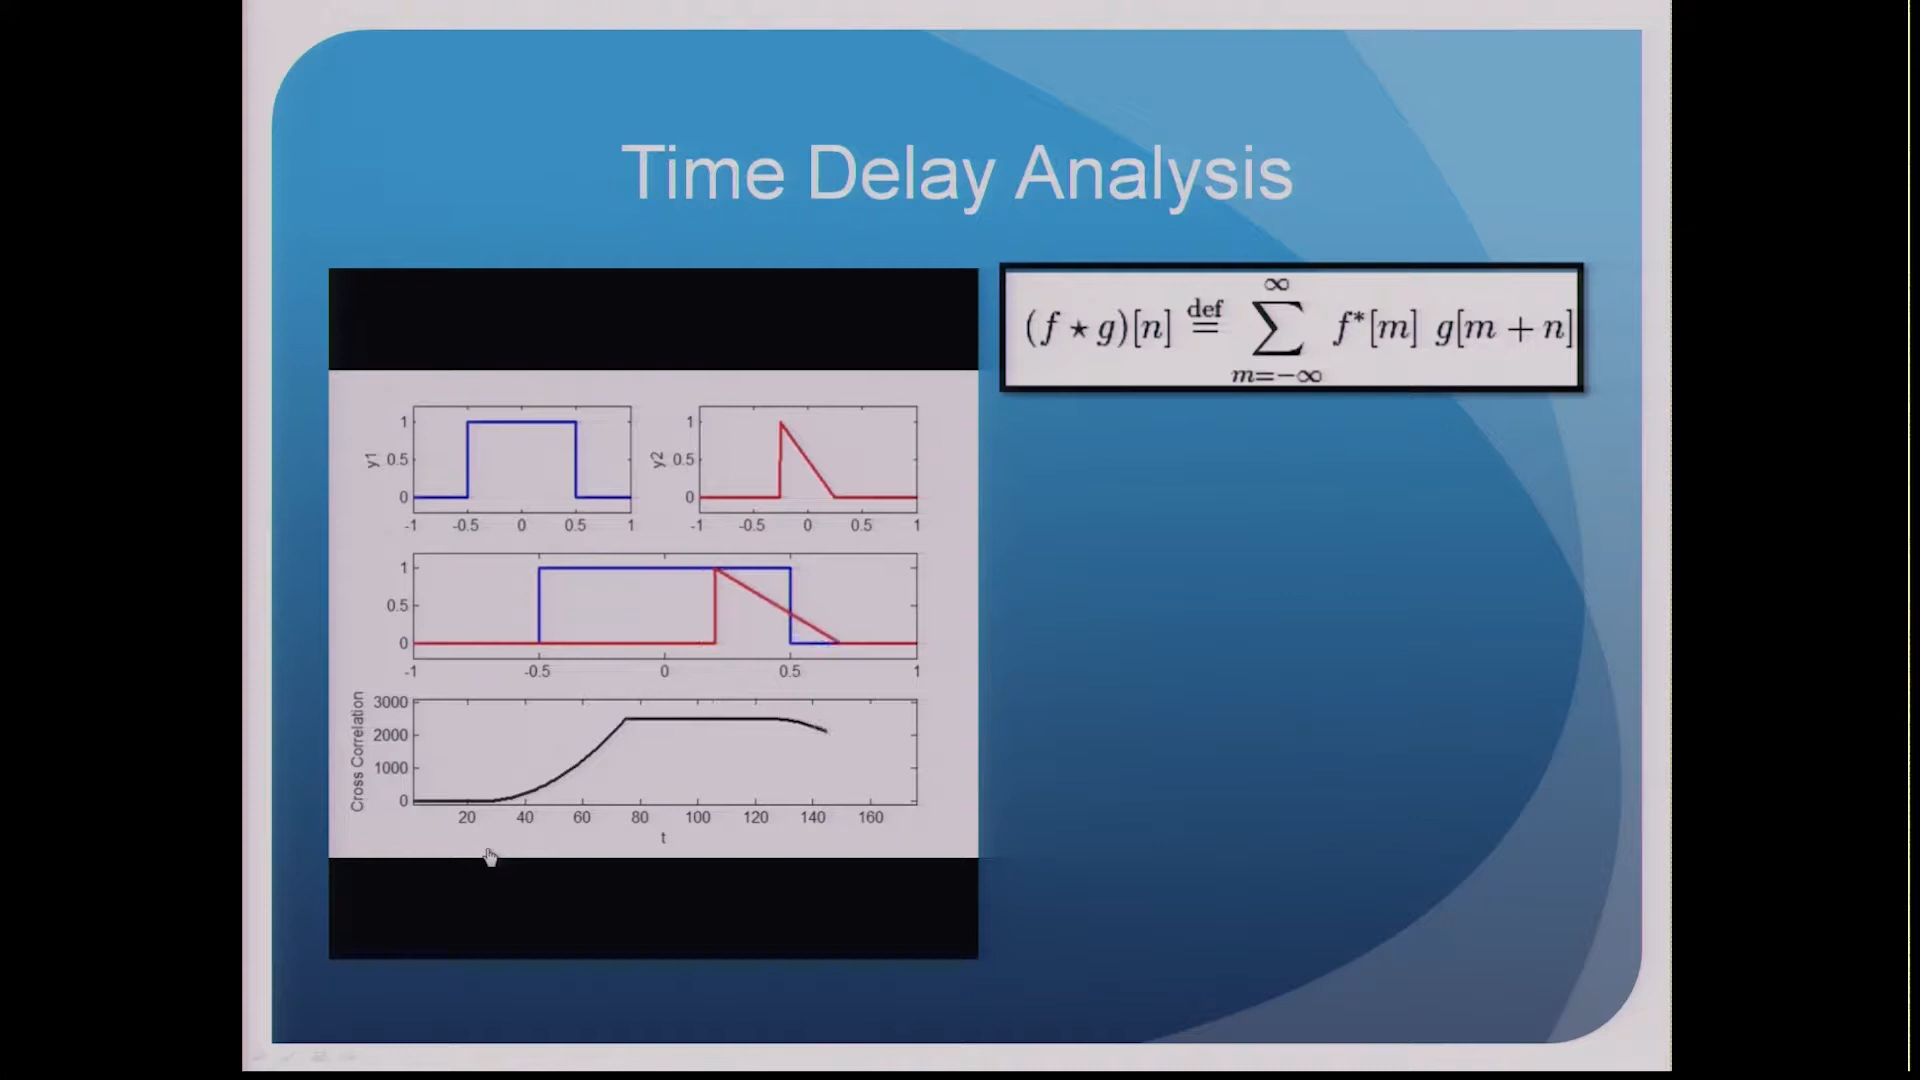 Time Delay Analysis
(f ⋆ g)[n] def= ∑ m=−∞ ∞ f*[m] g[m + n]
y1
1
0.5
0
-1 -0.5 0 0.5 1
y2
1
0.5
0
-1 -0.5 0 0.5 1
1
0.5
0
-1 -0.5 0 0.5 1
Cross Correlation
3000
2000
1000
0
20 40 60 80 100 120 140 160
t